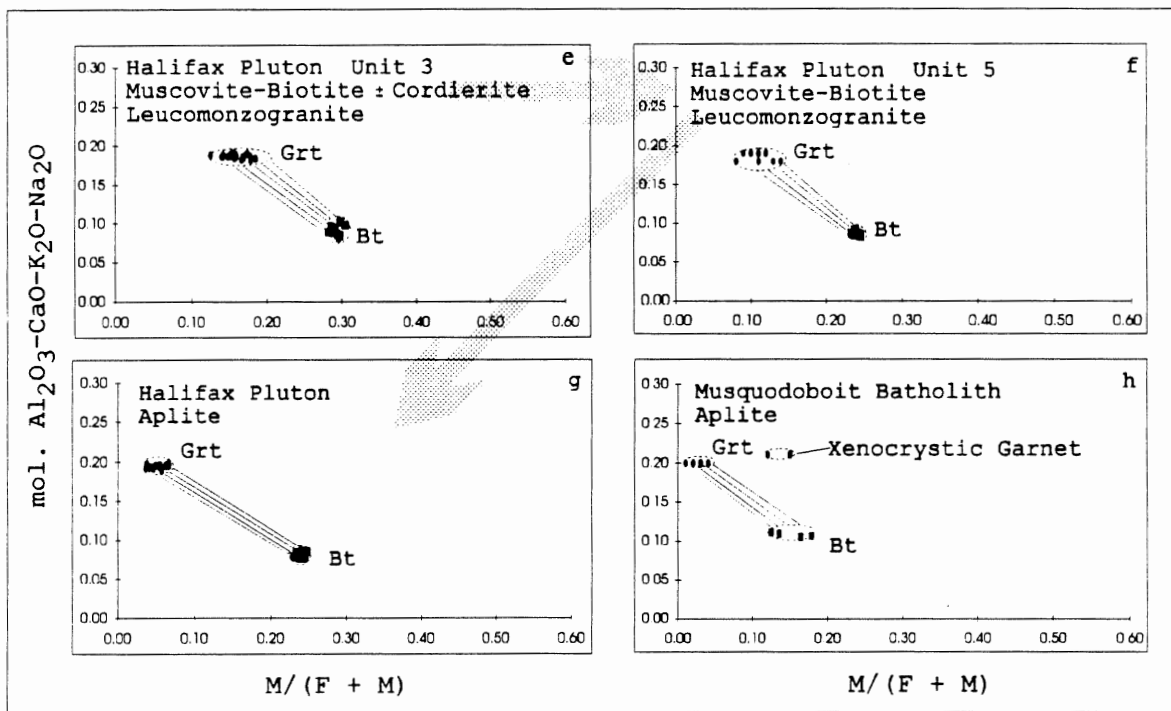 mol. Al2O3-CaO-K2O-Na2O
e
Halifax Pluton Unit 3
Muscovite-Biotite ± Cordierite
Leucomonzogranite
Grt
Bt
0.30
0.20
0.15
0.10
0.05
0.00
0.00 0.10 0.20 0.30 0.40 0.50 0.60
f
Halifax Pluton Unit 5
Muscovite-Biotite
Leucomonzogranite
Grt
Bt
0.30
0.25
0.20
0.15
0.10
0.05
0.00
0.00 0.10 0.20 0.30 0.40 0.50 0.60
g
Halifax Pluton
Aplite
Grt
Bt
0.30
0.25
0.20
0.15
0.10
0.05
0.00
0.00 0.10 0.20 0.30 0.40 0.50 0.60
h
Musquodoboit Batholith
Aplite
Grt
Xenocrystic Garnet
Bt
0.30
0.25
0.20
0.15
0.10
0.05
0.00
0.00 0.10 0.20 0.30 0.40 0.50 0.60
M/(F + M)
M/(F + M)